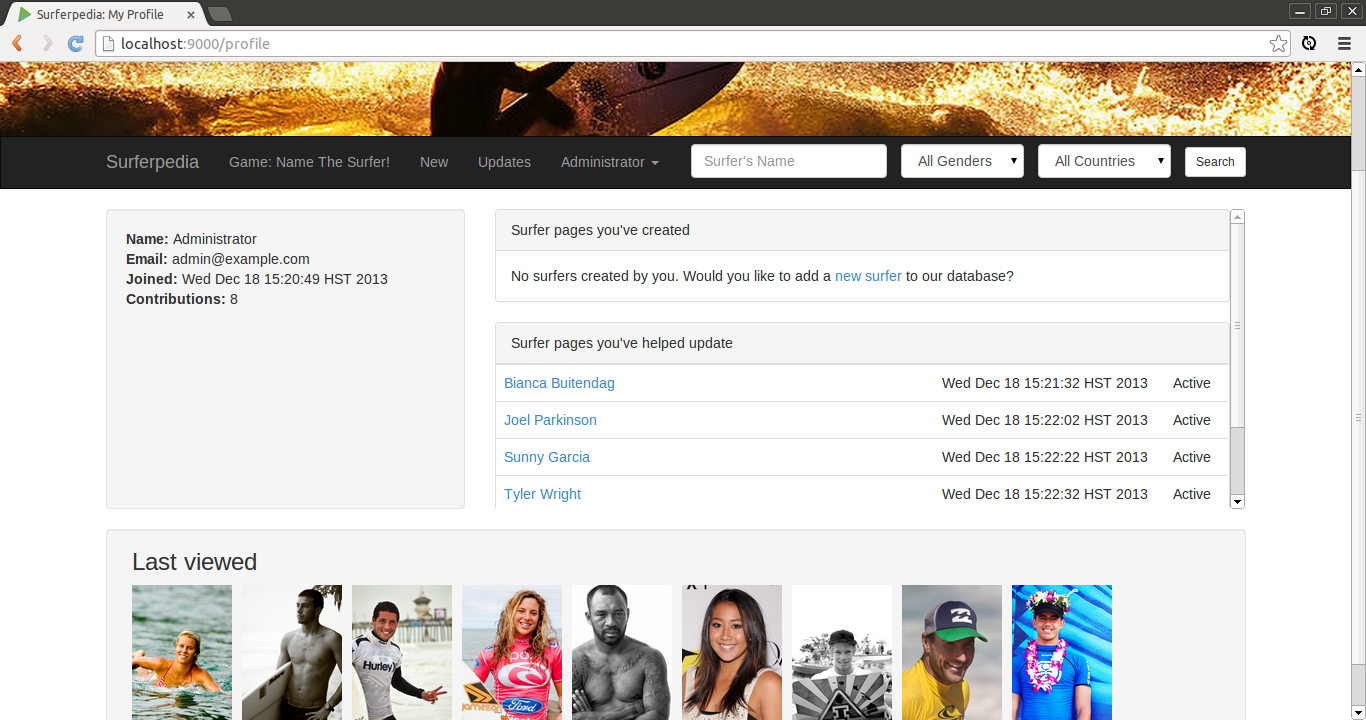 Surferpedia: My Profile
localhost:9000/profile
Surferpedia Game: Name The Surfer! New Updates Administrator Surfer's Name All Genders All Countries Search
Name: Administrator
Email: admin@example.com
Joined: Wed Dec 18 15:20:49 HST 2013
Contributions: 8
Surfer pages you've created
No surfers created by you. Would you like to add a new surfer to our database?
Surfer pages you've helped update
Bianca Buitendag Wed Dec 18 15:21:32 HST 2013 Active
Joel Parkinson Wed Dec 18 15:22:02 HST 2013 Active
Sunny Garcia Wed Dec 18 15:22:22 HST 2013 Active
Tyler Wright Wed Dec 18 15:22:32 HST 2013 Active
Last viewed
Hurley
Ford